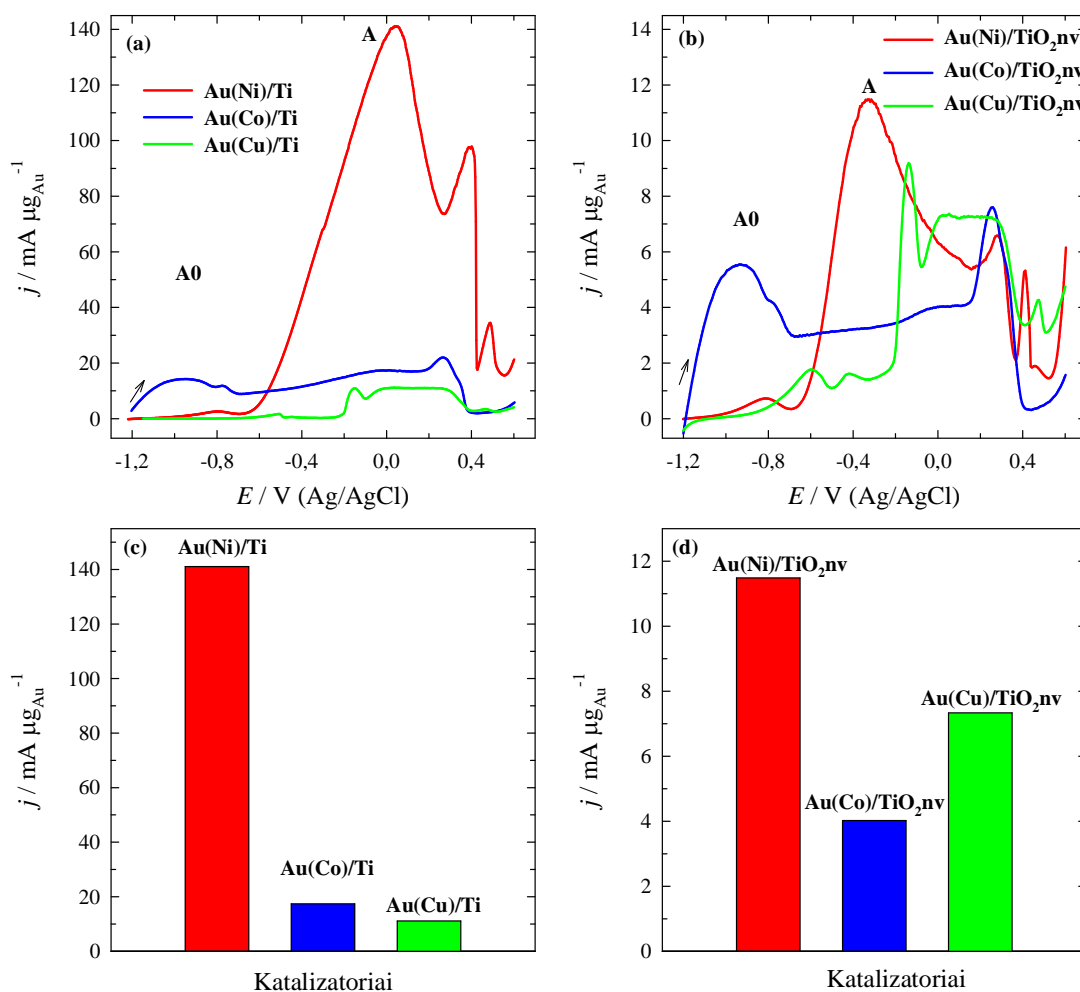 (a)
A
Au(Ni)/Ti
Au(Co)/Ti
Au(Cu)/Ti
A0
140
120
100
80
60
40
20
0
j / mA μg_Au^-1
-1,2 -0,8 -0,4 0,0 0,4
E / V (Ag/AgCl)
(b)
Au(Ni)/TiO₂nv
Au(Co)/TiO₂nv
Au(Cu)/TiO₂nv
A
A0
14
12
10
8
6
4
2
0
j / mA μg_Au^-1
-1,2 -0,8 -0,4 0,0 0,4
E / V (Ag/AgCl)
(c)
Au(Ni)/Ti
Au(Co)/Ti
Au(Cu)/Ti
140
120
100
80
60
40
20
0
j / mA μg_Au^-1
Katalizatoriai
(d)
Au(Ni)/TiO₂nv
Au(Cu)/TiO₂nv
Au(Co)/TiO₂nv
12
10
8
6
4
2
0
j / mA μg_Au^-1
Katalizatoriai